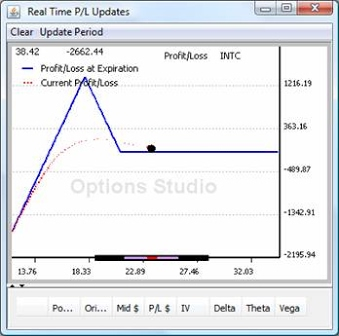 Real Time P/L Updates
Clear Update Period
38.42 -2662.44 Profit/Loss INTC
Profit/Loss at Expiration
Current Profit/Loss
1216.19
363.16
-489.87
Options Studio
-1342.91
-2195.94
13.76 18.33 22.89 27.46 32.03
Po... Ori... Mid $ P/L $ IV Delta Theta Vega